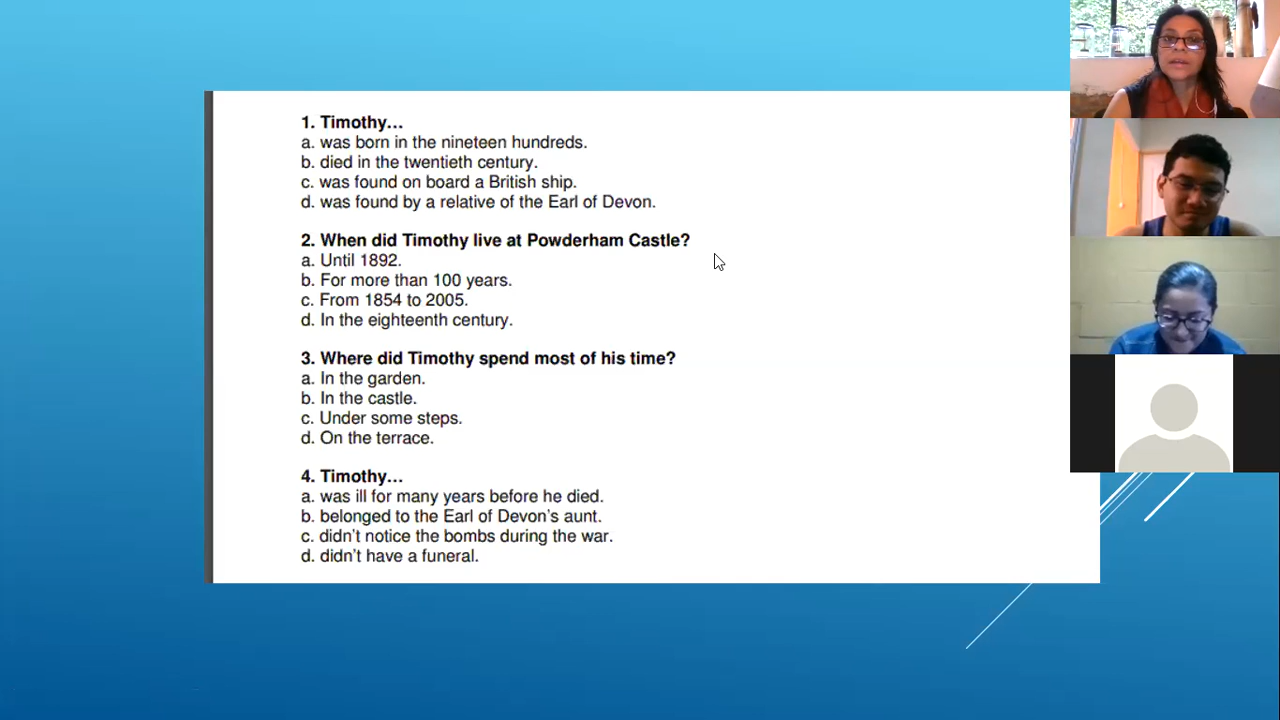 1. Timothy…
a. was born in the nineteen hundreds.
b. died in the twentieth century.
c. was found on board a British ship.
d. was found by a relative of the Earl of Devon.
2. When did Timothy live at Powderham Castle?
a. Until 1892.
b. For more than 100 years.
c. From 1854 to 2005.
d. In the eighteenth century.
3. Where did Timothy spend most of his time?
a. In the garden.
b. In the castle.
c. Under some steps.
d. On the terrace.
4. Timothy…
a. was ill for many years before he died.
b. belonged to the Earl of Devon’s aunt.
c. didn’t notice the bombs during the war.
d. didn’t have a funeral.